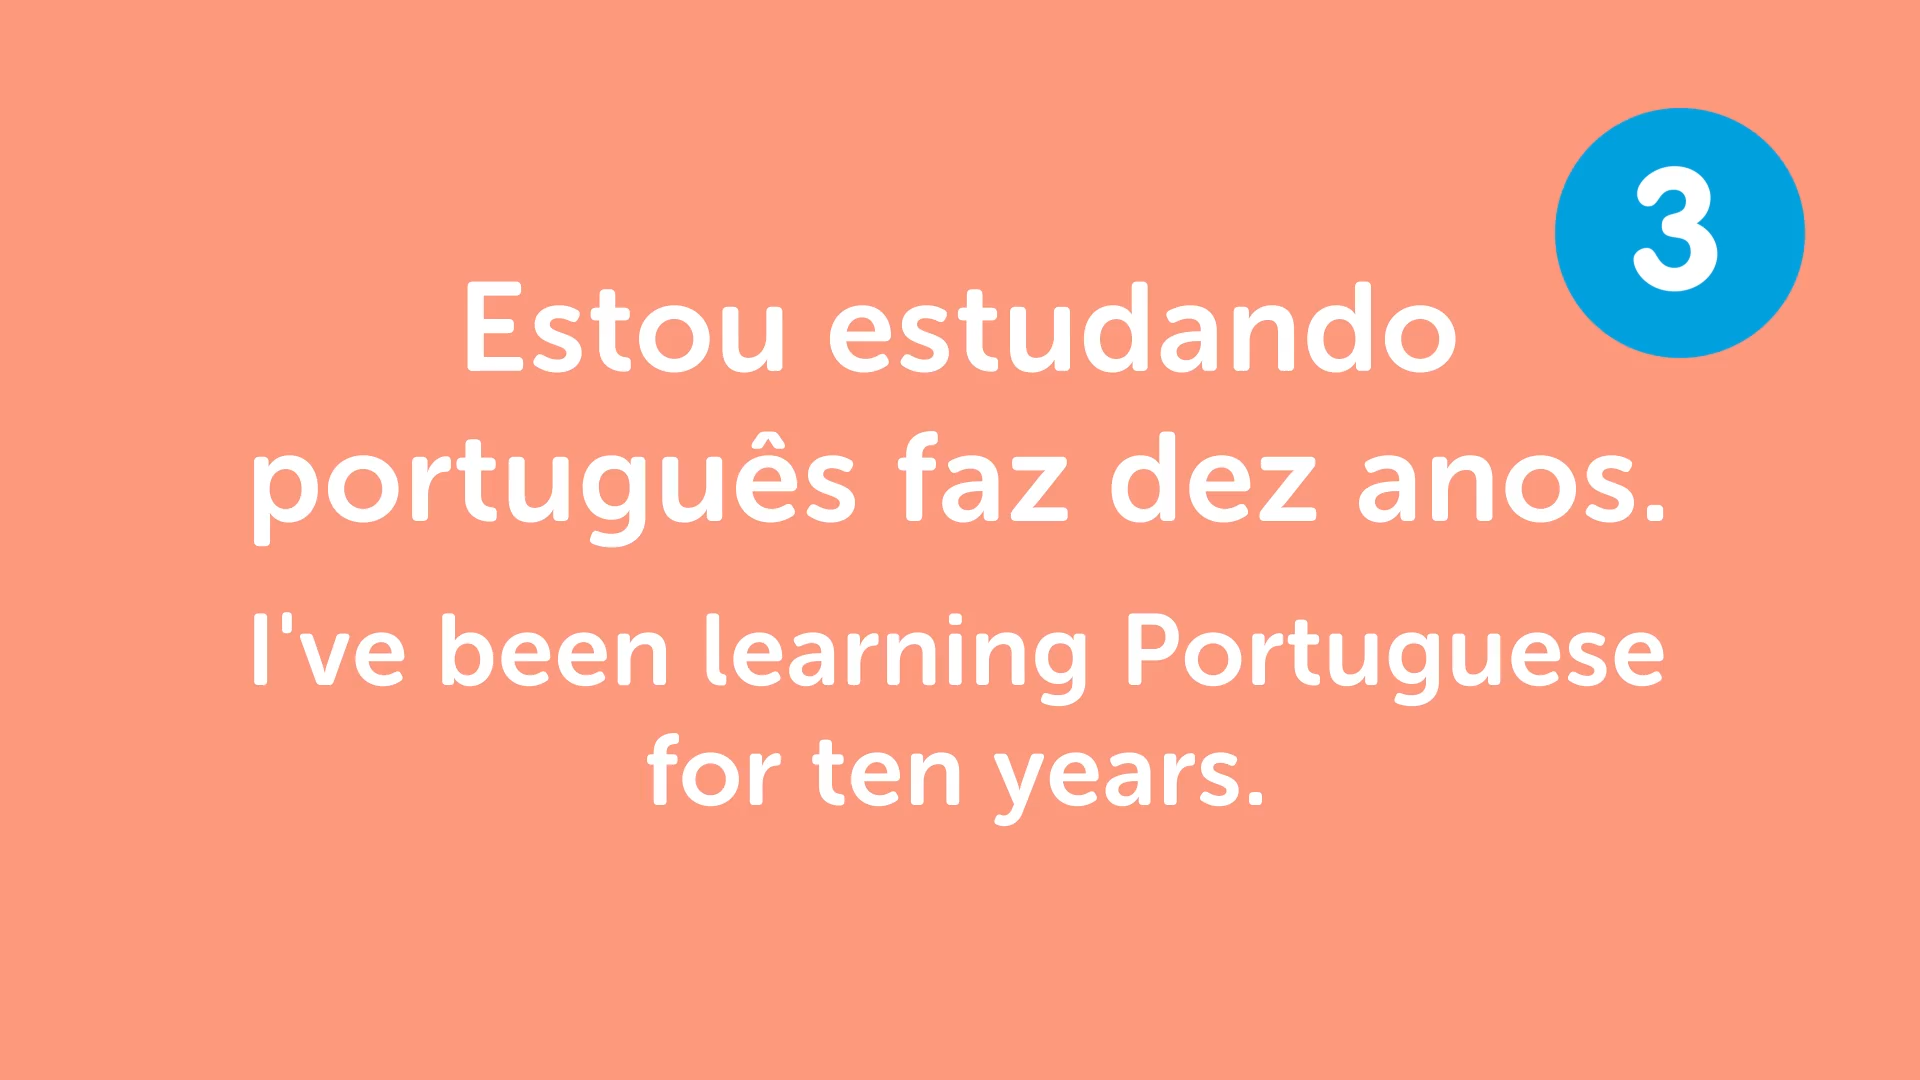 3
Estou estudando
português faz dez anos.
I've been learning Portuguese
for ten years.